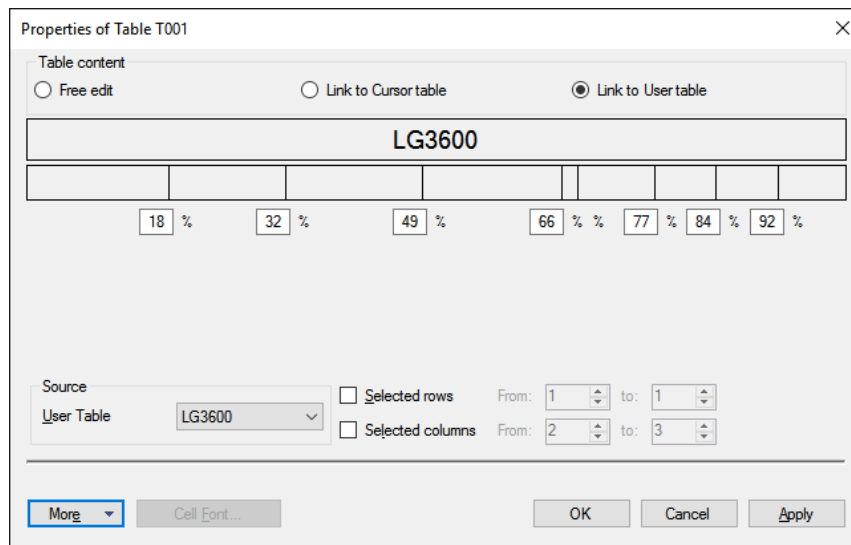 Properties of Table T001
Table content
Free edit Link to Cursor table Link to User table
LG3600
18 % 32 % 49 % 66 % % 77 % 84 % 92 %
Source
User Table LG3600
Selected rows From: 1 to: 1
Selected columns From: 2 to: 3
More Cell Font... OK Cancel Apply